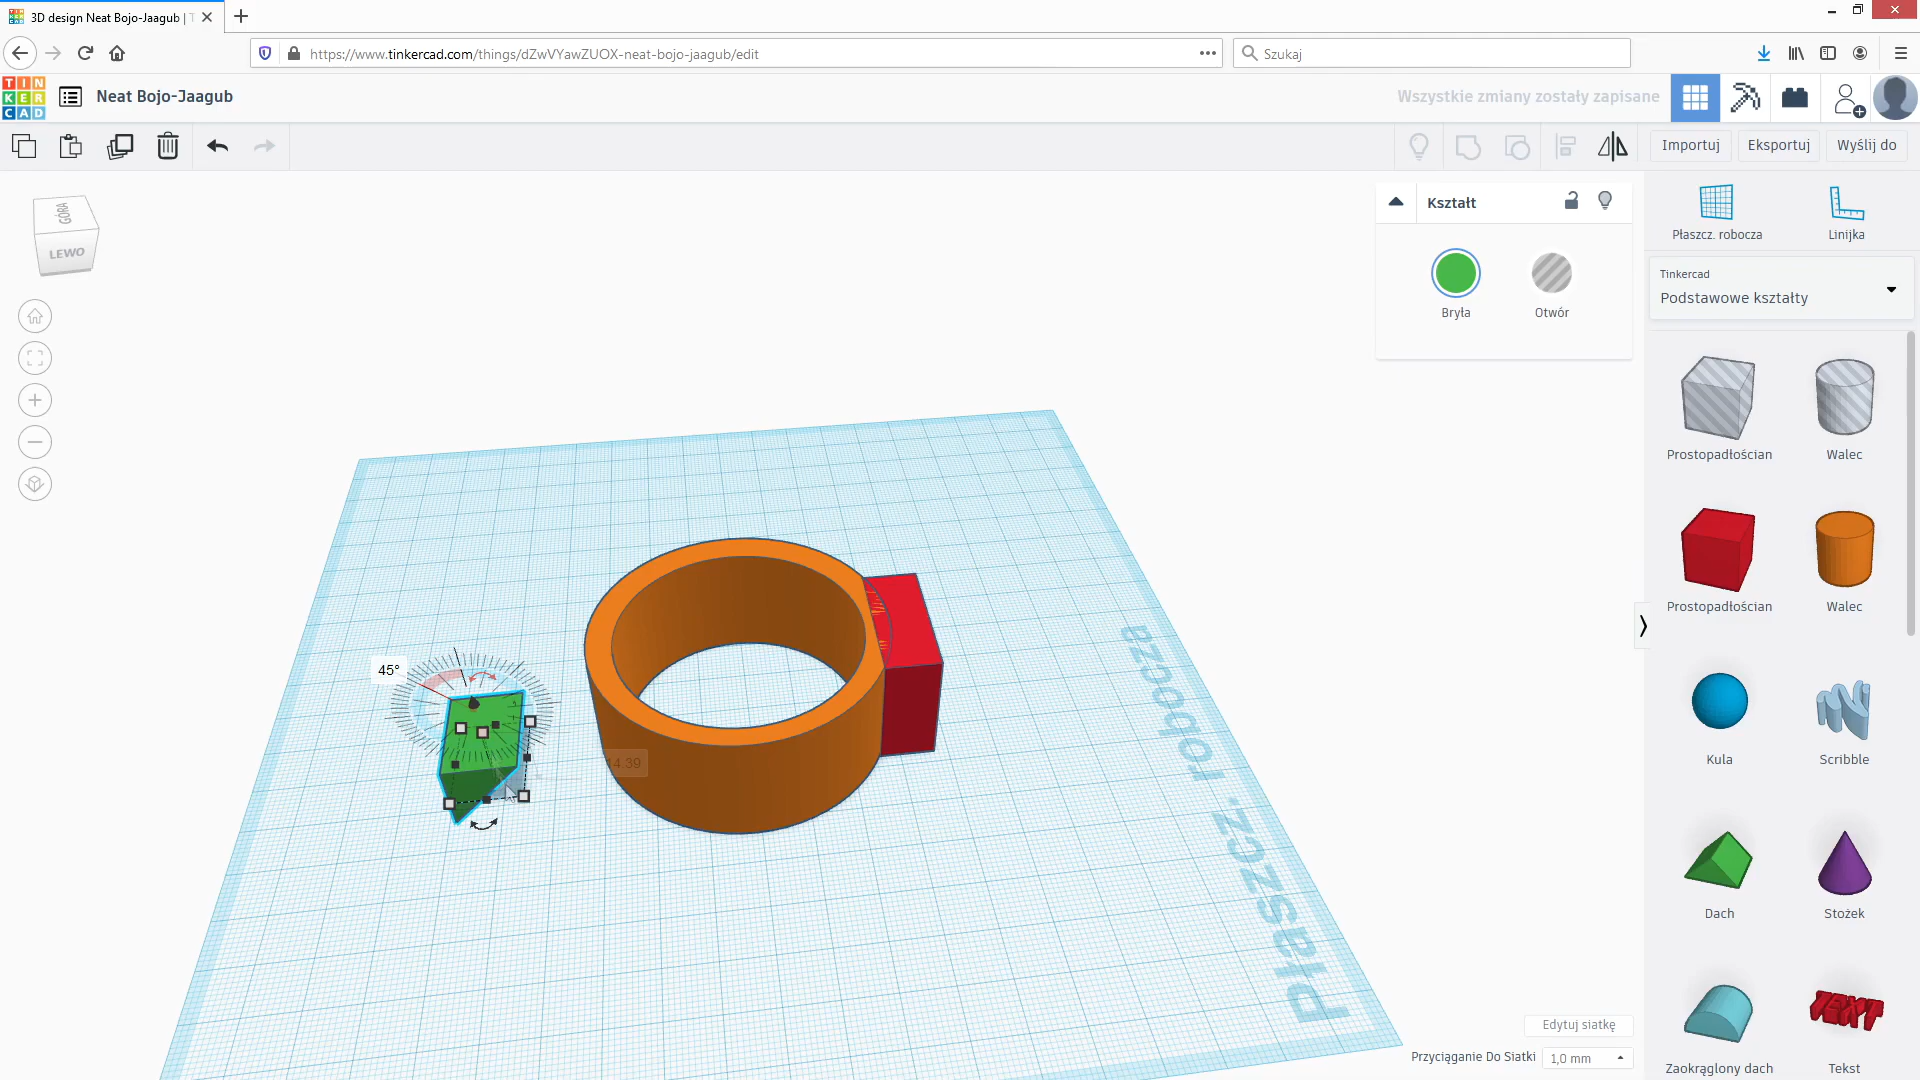 3D design Neat Bojo-Jaagub | T
https://www.tinkercad.com/things/dZwVYawZUOX-neat-bojo-jaagub/edit
Szukaj
TIN
KER
CAD
Neat Bojo-Jaagub
Wszystkie zmiany zostały zapisane
Importuj
Eksportuj
Wyślij do
GÓRA
LEWO
Kształt
Bryła
Otwór
Płaszcz. robocza
Linijka
Tinkercad
Podstawowe kształty
Prostopadłościan
Walec
Prostopadłościan
Walec
Kula
Scribble
Dach
Stożek
TEXT
Zaokrąglony dach
Tekst
45°
14.39
Płaszcz. robocza
Edytuj siatkę
Przyciąganie Do Siatki
1,0 mm